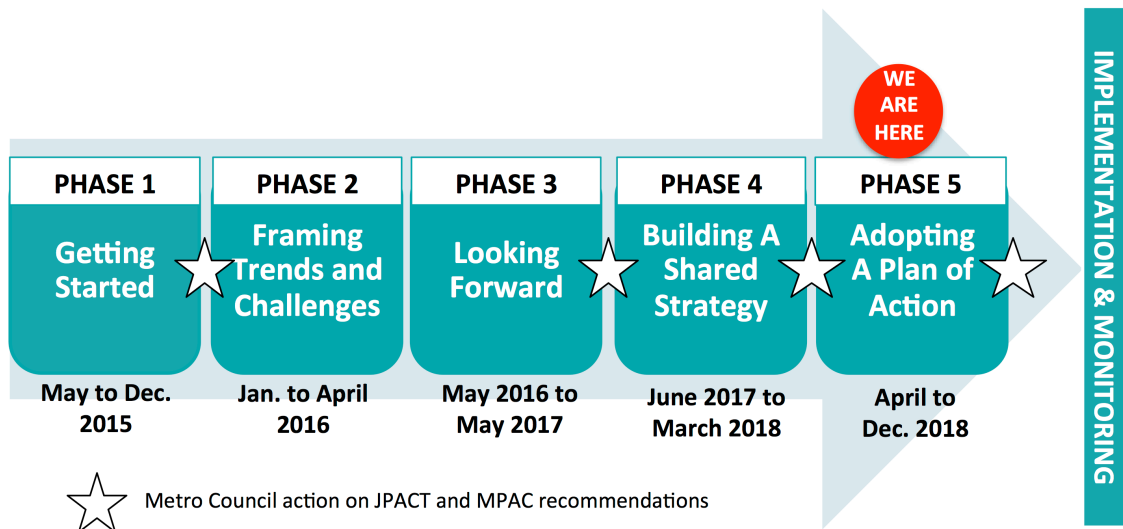 WE
ARE
HERE
PHASE 1
Getting
Started
May to Dec.
2015
PHASE 2
Framing
Trends and
Challenges
Jan. to April
2016
PHASE 3
Looking
Forward
May 2016 to
May 2017
PHASE 4
Building A
Shared
Strategy
June 2017 to
March 2018
PHASE 5
Adopting
A Plan of
Action
April to
Dec. 2018
IMPLEMENTATION & MONITORING
Metro Council action on JPACT and MPAC recommendations